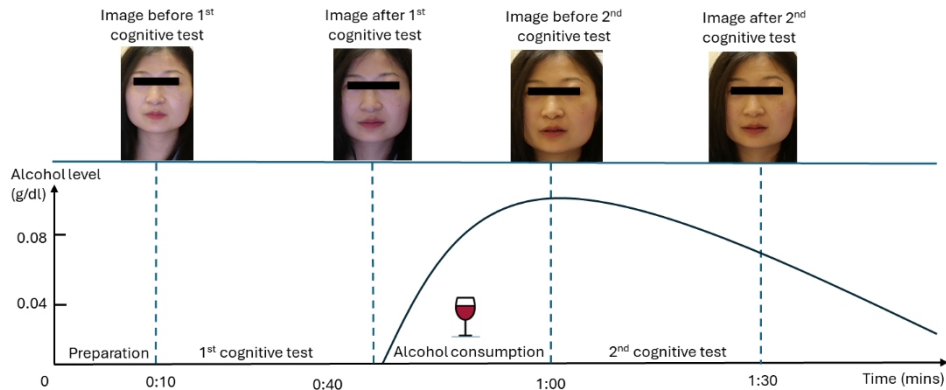 Image before 1st
cognitive test
Image after 1st
cognitive test
Image before 2nd
cognitive test
Image after 2nd
cognitive test
Alcohol level
(g/dl)
0.08
0.04
Preparation
1st cognitive test
Alcohol consumption
2nd cognitive test
0
0:10
0:40
1:00
1:30
Time (mins)